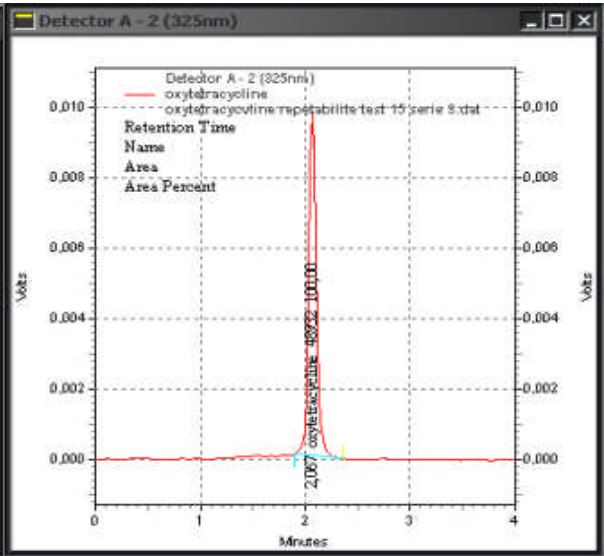 Detector A - 2 (325nm)
Detector A - 2 (325nm)
oxytetracycline
oxytetracycvline repetabilite test 15 serie 8.dat
Retention Time
Name
Area
Area Percent
0,010
0,010
0,008
0,008
0,006
0,006
Volts
Volts
0,004
0,004
0,002
0,002
0,000
0,000
2,067 oxytetracycline 48932 100,00
0
1
2
3
4
Minutes